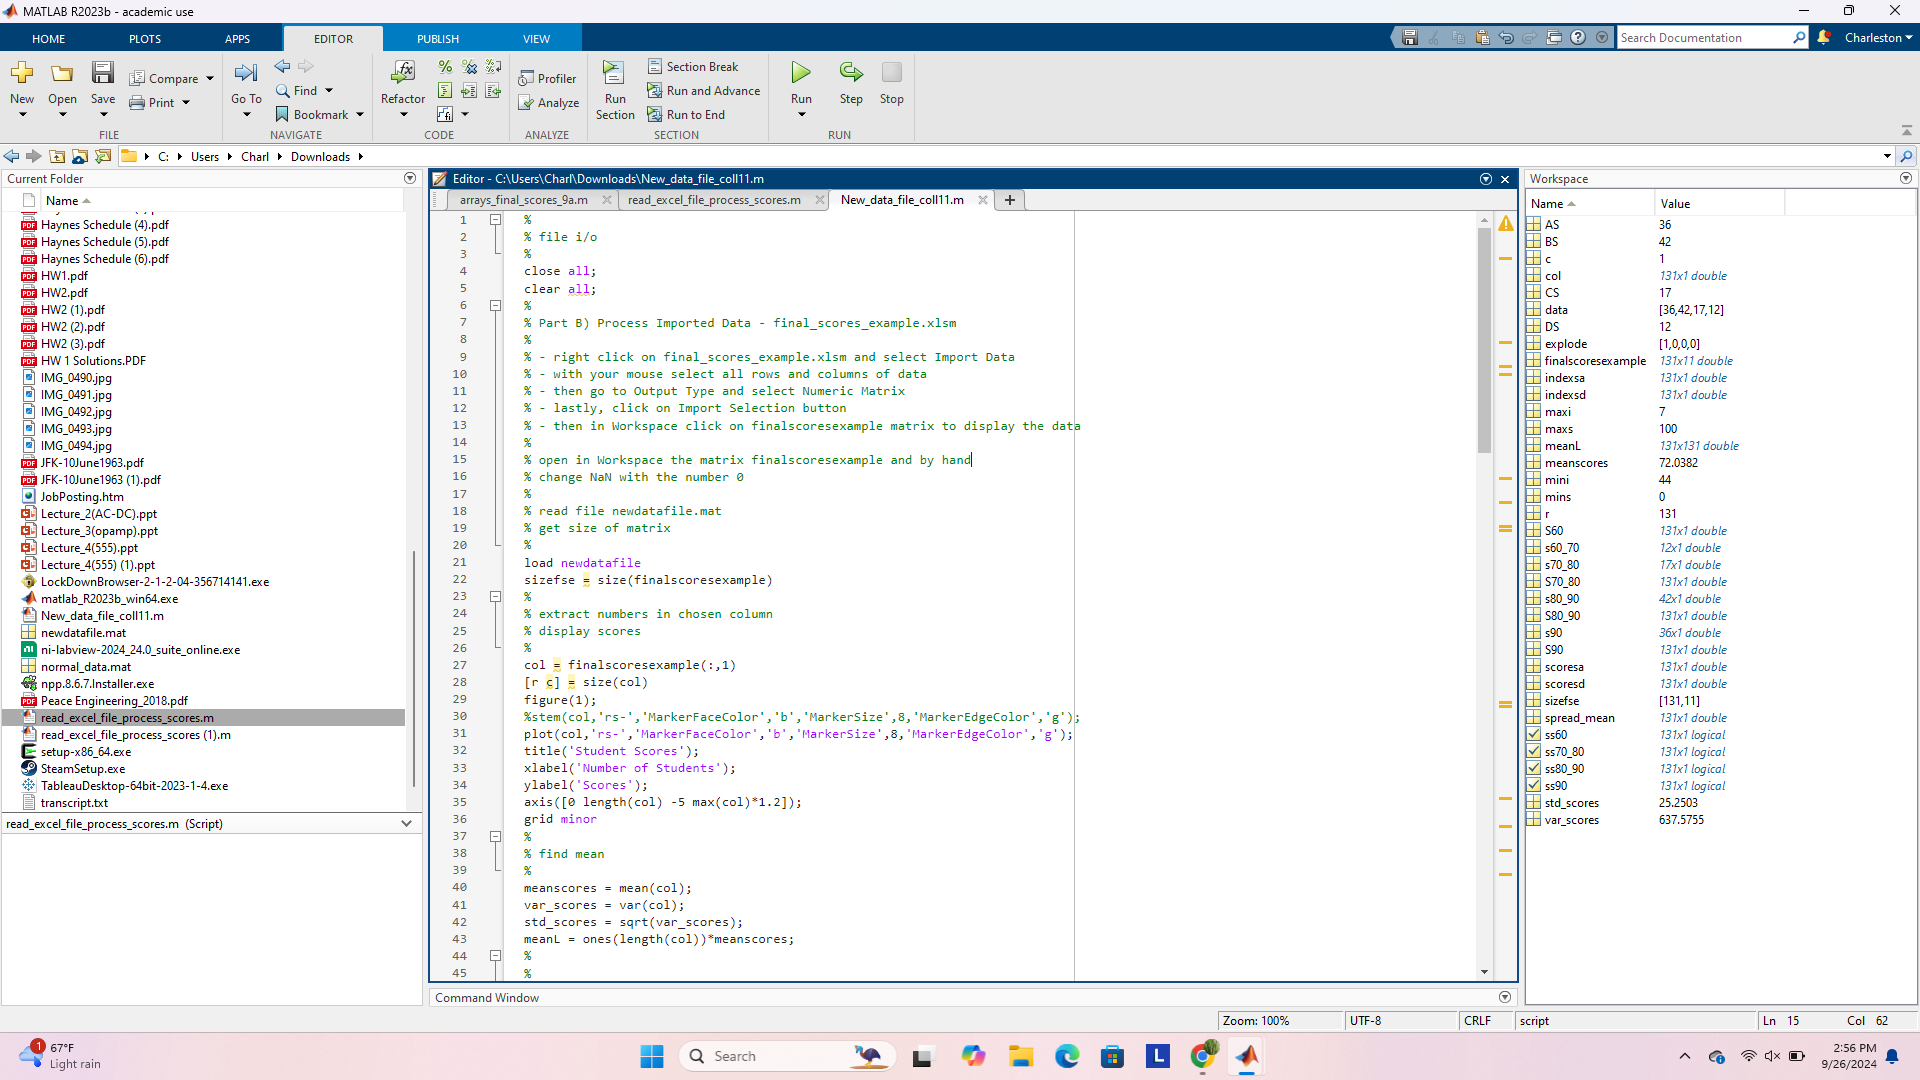 MATLAB R2023b - academic use
HOME PLOTS APPS EDITOR PUBLISH VIEW
Search Documentation
Charleston
New Open Save Compare Print
FILE
Go To Find Bookmark
NAVIGATE
Refactor
CODE
Profiler
Analyze
ANALYZE
Run Section
Section Break
Run and Advance
Run to End
SECTION
Run Step Stop
RUN
C: Users Charl Downloads
Current Folder
Name
Haynes Schedule (4).pdf
Haynes Schedule (5).pdf
Haynes Schedule (6).pdf
HW1.pdf
HW2.pdf
HW2 (1).pdf
HW2 (2).pdf
HW2 (3).pdf
HW 1 Solutions.PDF
IMG_0490.jpg
IMG_0491.jpg
IMG_0492.jpg
IMG_0493.jpg
IMG_0494.jpg
JFK-10June1963.pdf
JFK-10June1963 (1).pdf
JobPosting.htm
Lecture_2(AC-DC).ppt
Lecture_3(opamp).ppt
Lecture_4(555).ppt
Lecture_4(555) (1).ppt
LockDownBrowser-2-1-2-04-356714141.exe
matlab_R2023b_win64.exe
New_data_file_coll11.m
newdatafile.mat
ni-labview-2024_24.0_suite_online.exe
normal_data.mat
npp.8.6.7.Installer.exe
Peace Engineering_2018.pdf
read_excel_file_process_scores.m
read_excel_file_process_scores (1).m
setup-x86_64.exe
SteamSetup.exe
TableauDesktop-64bit-2023-1-4.exe
transcript.txt
read_excel_file_process_scores.m (Script)
Editor - C:\Users\Charl\Downloads\New_data_file_coll11.m
arrays_final_scores_9a.m read_excel_file_process_scores.m New_data_file_coll11.m
1 %
2 % file i/o
3 %
4 close all;
5 clear all;
6 %
7 % Part B) Process Imported Data - final_scores_example.xlsm
8 %
9 % - right click on final_scores_example.xlsm and select Import Data
10 % - with your mouse select all rows and columns of data
11 % - then go to Output Type and select Numeric Matrix
12 % - lastly, click on Import Selection button
13 % - then in Workspace click on finalscoresexample matrix to display the data
14 %
15 % open in Workspace the matrix finalscoresexample and by hand
16 % change NaN with the number 0
17 %
18 % read file newdatafile.mat
19 % get size of matrix
20 %
21 load newdatafile
22 sizefse = size(finalscoresexample)
23 %
24 % extract numbers in chosen column
25 % display scores
26 %
27 col = finalscoresexample(:,1)
28 [r c] = size(col)
29 figure(1);
30 %stem(col,'rs-','MarkerFaceColor','b','MarkerSize',8,'MarkerEdgeColor','g');
31 plot(col,'rs-','MarkerFaceColor','b','MarkerSize',8,'MarkerEdgeColor','g');
32 title('Student Scores');
33 xlabel('Number of Students');
34 ylabel('Scores');
35 axis([0 length(col) -5 max(col)*1.2]);
36 grid minor
37 %
38 % find mean
39 %
40 meanscores = mean(col);
41 var_scores = var(col);
42 std_scores = sqrt(var_scores);
43 meanL = ones(length(col))*meanscores;
44 %
45 %
Command Window
Workspace
Name Value
AS 36
BS 42
c 1
col 131x1 double
CS 17
data [36,42,17,12]
DS 12
explode [1,0,0,0]
finalscoresexample 131x11 double
indexsa 131x1 double
indexsd 131x1 double
maxi 7
maxs 100
meanL 131x131 double
meanscores 72.0382
mini 44
mins 0
r 131
S60 131x1 double
s60_70 12x1 double
s70_80 17x1 double
S70_80 131x1 double
s80_90 42x1 double
S80_90 131x1 double
s90 36x1 double
S90 131x1 double
scoresa 131x1 double
scoresd 131x1 double
sizefse [131,11]
spread_mean 131x1 double
ss60 131x1 logical
ss70_80 131x1 logical
ss80_90 131x1 logical
ss90 131x1 logical
std_scores 25.2503
var_scores 637.5755
Zoom: 100% UTF-8 CRLF script Ln 15 Col 62
1
67°F
Light rain
Search
L
2:56 PM
9/26/2024